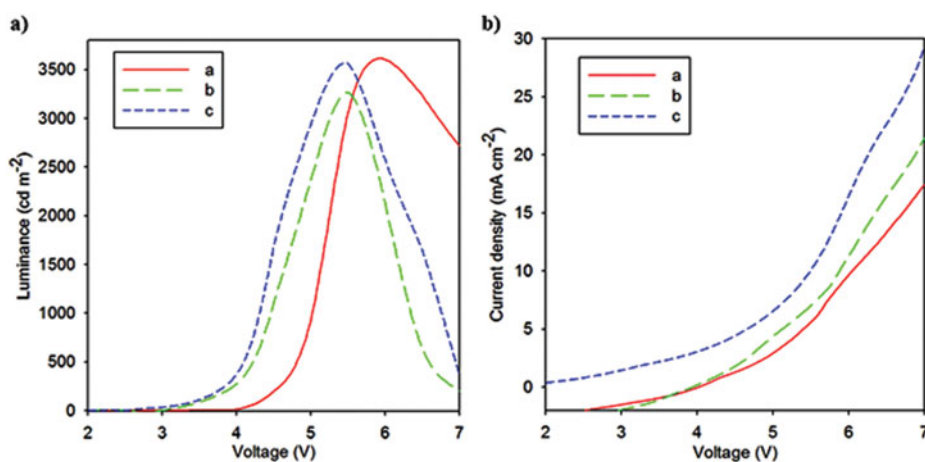 a)
a
b
c
Luminance (cd m-2)
3500
3000
2500
2000
1500
1000
500
0
2 3 4 5 6 7
Voltage (V)
b)
a
b
c
Current density (mA cm-2)
30
25
20
15
10
5
0
2 3 4 5 6 7
Voltage (V)